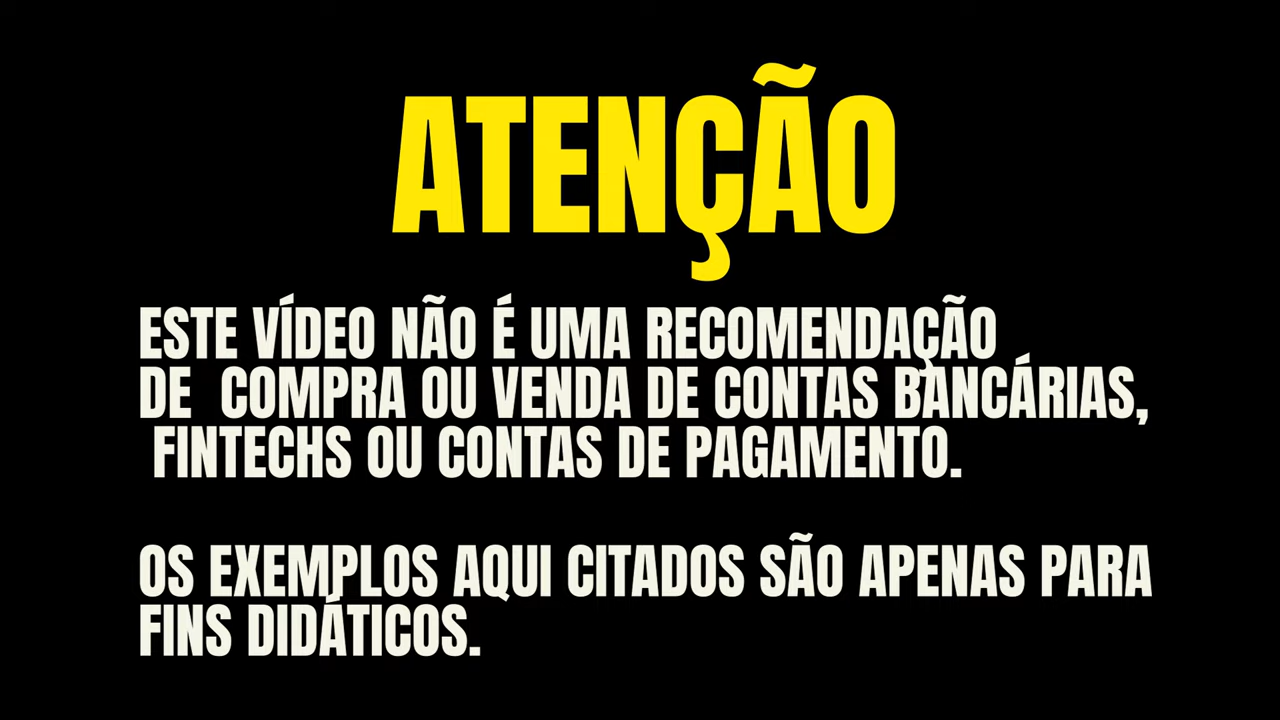 ATENÇÃO
ESTE VÍDEO NÃO É UMA RECOMENDAÇÃO
DE COMPRA OU VENDA DE CONTAS BANCÁRIAS,
FINTECHS OU CONTAS DE PAGAMENTO.
OS EXEMPLOS AQUI CITADOS SÃO APENAS PARA
FINS DIDÁTICOS.